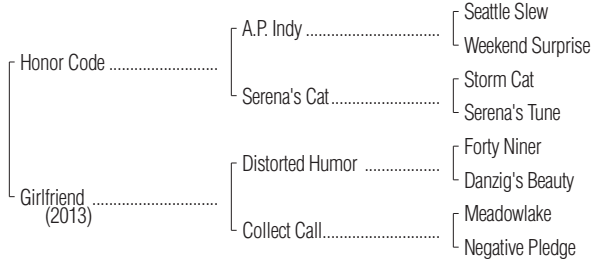 Seattle Slew
A.P. Indy ..............................
Weekend Surprise
Honor Code .........................
Storm Cat
Serena's Cat.........................
Serena's Tune
Forty Niner
Distorted Humor .................
Danzig's Beauty
Girlfriend .............................
(2013)
Meadowlake
Collect Call...........................
Negative Pledge